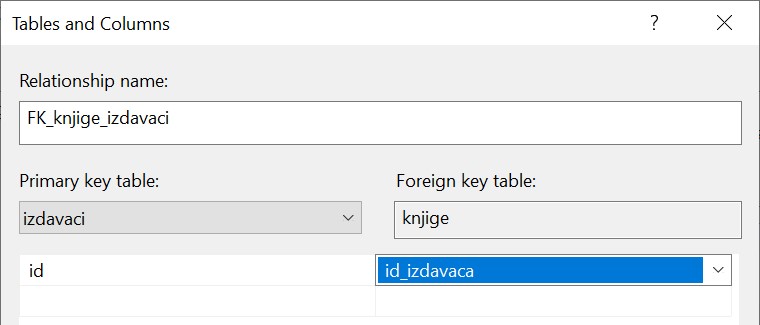 Tables and Columns
?
Relationship name:
FK_knjige_izdavaci
Primary key table:
Foreign key table:
izdavaci
knjige
id
id_izdavaca